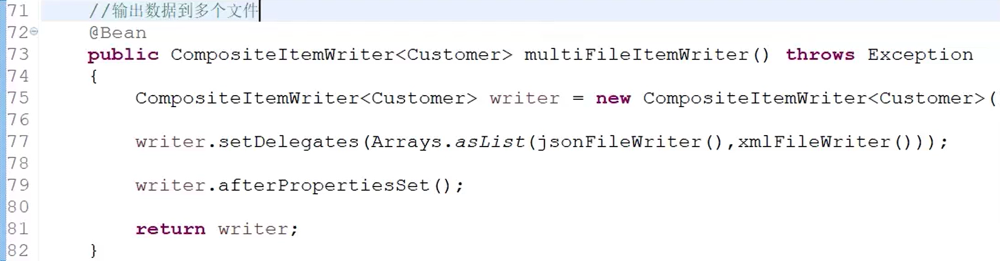 71 //输出数据到多个文件
72 @Bean
73 public CompositeItemWriter<Customer> multiFileItemWriter() throws Exception
74 {
75 CompositeItemWriter<Customer> writer = new CompositeItemWriter<Customer>(
76
77 writer.setDelegates(Arrays.asList(jsonFileWriter(),xmlFileWriter()));
78
79 writer.afterPropertiesSet();
80
81 return writer;
82 }